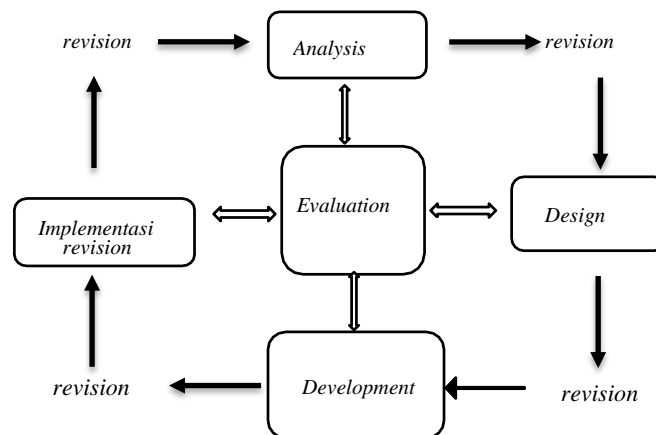 revision
Analysis
revision
Evaluation
Implementasi
revision
Design
revision
Development
revision